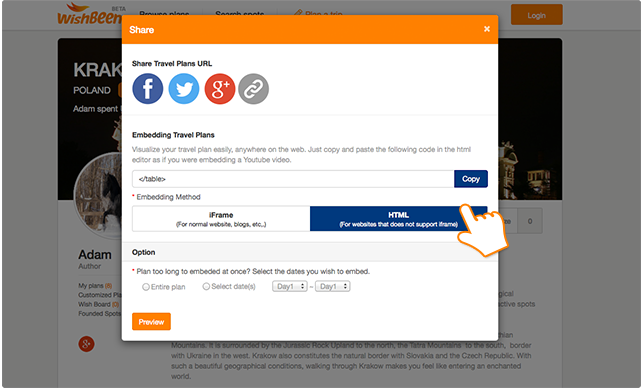 WishBeen BETA Browse plans Search spots Plan a trip Login
Share ×
KRAK
POLAND
Adam spent
Share Travel Plans URL
f g+
Embedding Travel Plans
Visualize your travel plan easily, anywhere on the web. Just copy and paste the following code in the html
editor as if you were embedding a Youtube video.
</table> Copy
* Embedding Method
iFrame
(For normal website, blogs, etc,.)
HTML
(For websites that does not support iframe)
0
Adam
Author
My plans (8)
Customized Plan
Wish Board (0)
Founded Spots
g+
Option
* Plan too long to embeded at once? Select the dates you wish to embed.
Entire plan Select date(s) Day1 ~ Day1
Preview
gical
active spots
thian
Mountains. It is surrounded by the Jurassic Rock Upland to the north, the Tatra Mountains to the south, border
with Ukraine in the west. Krakow also constitutes the natural border with Slovakia and the Czech Republic. With
such a beautiful geographical conditions, walking through Krakow makes you feel like entering an enchanted
world.